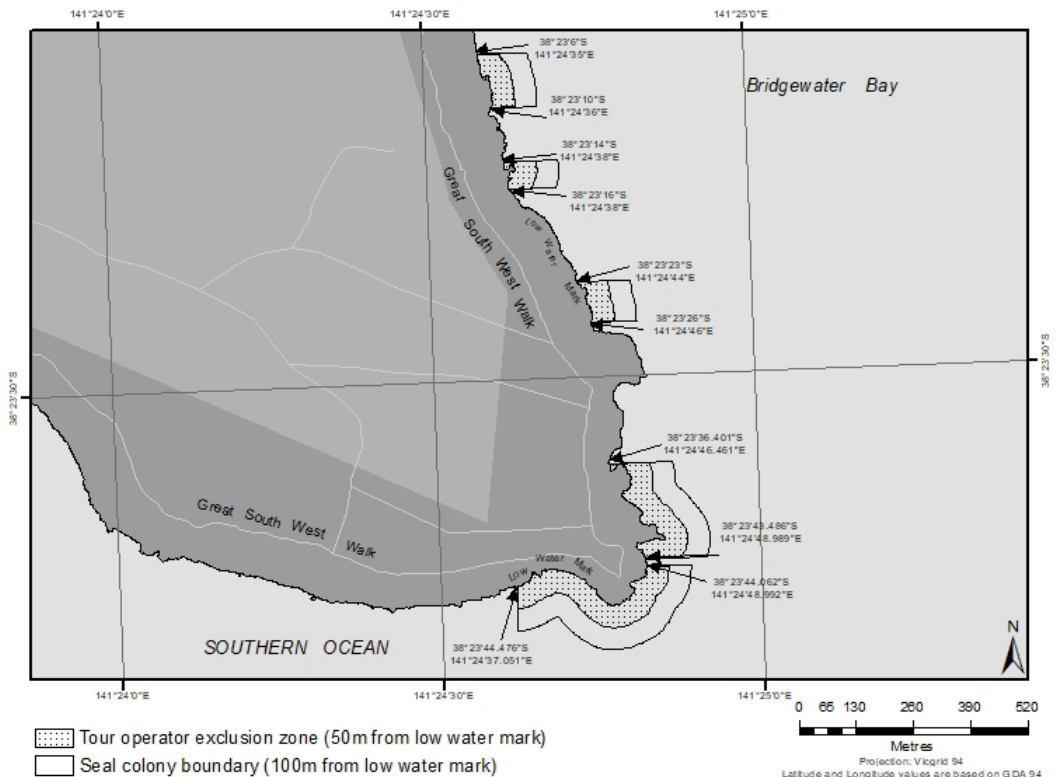 141°24'0"E
141°24'30"E
141°25'0"E
38°23'6"S
141°24'35"E
Bridgewater Bay
38°23'10"S
141°24'36"E
38°23'14"S
141°24'38"E
38°23'16"S
141°24'38"E
Great South West Walk
Low Water Mark
38°23'23"S
141°24'44"E
38°23'26"S
141°24'46"E
38°23'30"S
38°23'30"S
38°23'36.401"S
141°24'46.461"E
Great South West Walk
38°23'43.486"S
141°24'48.989"E
Low Water Mark
38°23'44.062"S
141°24'48.992"E
38°23'44.476"S
141°24'37.051"E
SOUTHERN OCEAN
N
141°24'0"E
141°24'30"E
141°25'0"E
0 65 130 260 390 520
Metres
Projection: Vicgrid 94
Latitude and Longitude values are based on GDA 94
Tour operator exclusion zone (50m from low water mark)
Seal colony boundary (100m from low water mark)